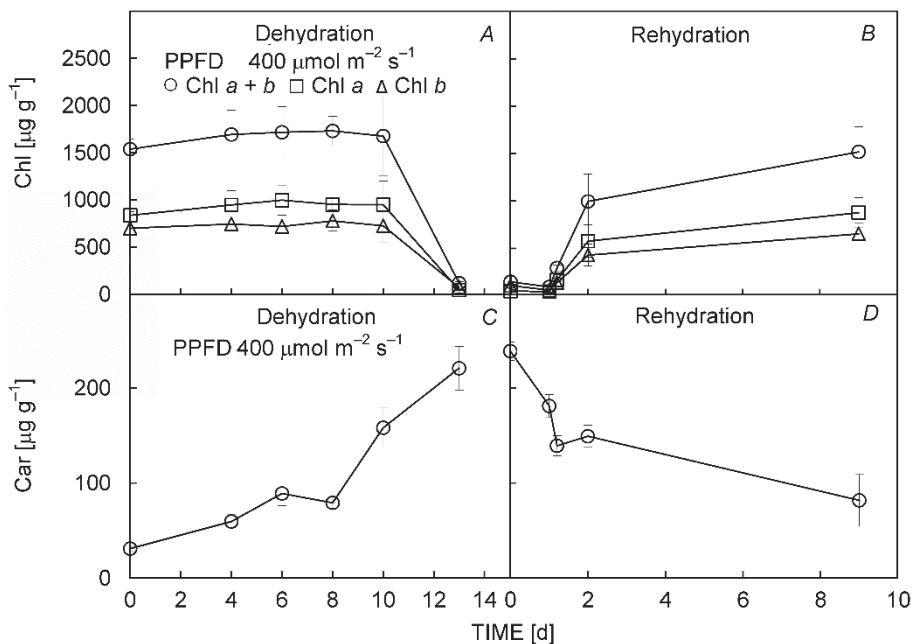 Dehydration A
PPFD 400 μmol m⁻² s⁻¹
Chl a + b Chl a Chl b
Rehydration B
Chl [μg g⁻¹]
2500
2000
1500
1000
500
0
Dehydration C
PPFD 400 μmol m⁻² s⁻¹
Rehydration D
Car [μg g⁻¹]
200
100
0
0 2 4 6 8 10 12 14 0 2 4 6 8 10
TIME [d]